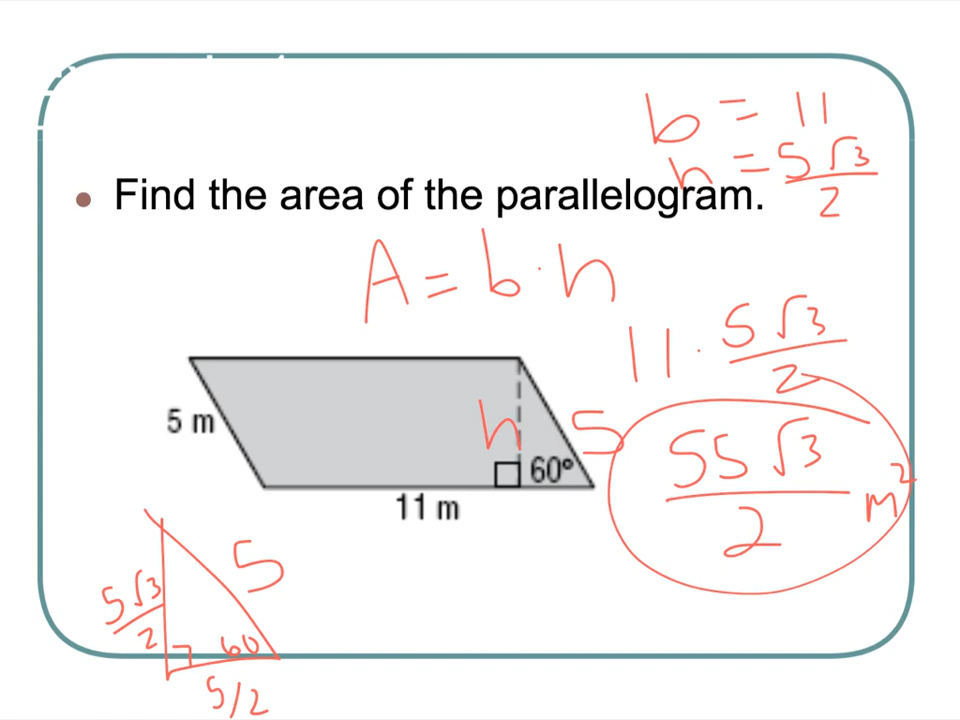 b = 11
h = 5√3/2
• Find the area of the parallelogram.
A = b · h
11 · 5√3/2
5 m
h
5
60°
11 m
55√3/2 m²
5
5√3/2
60
5/2